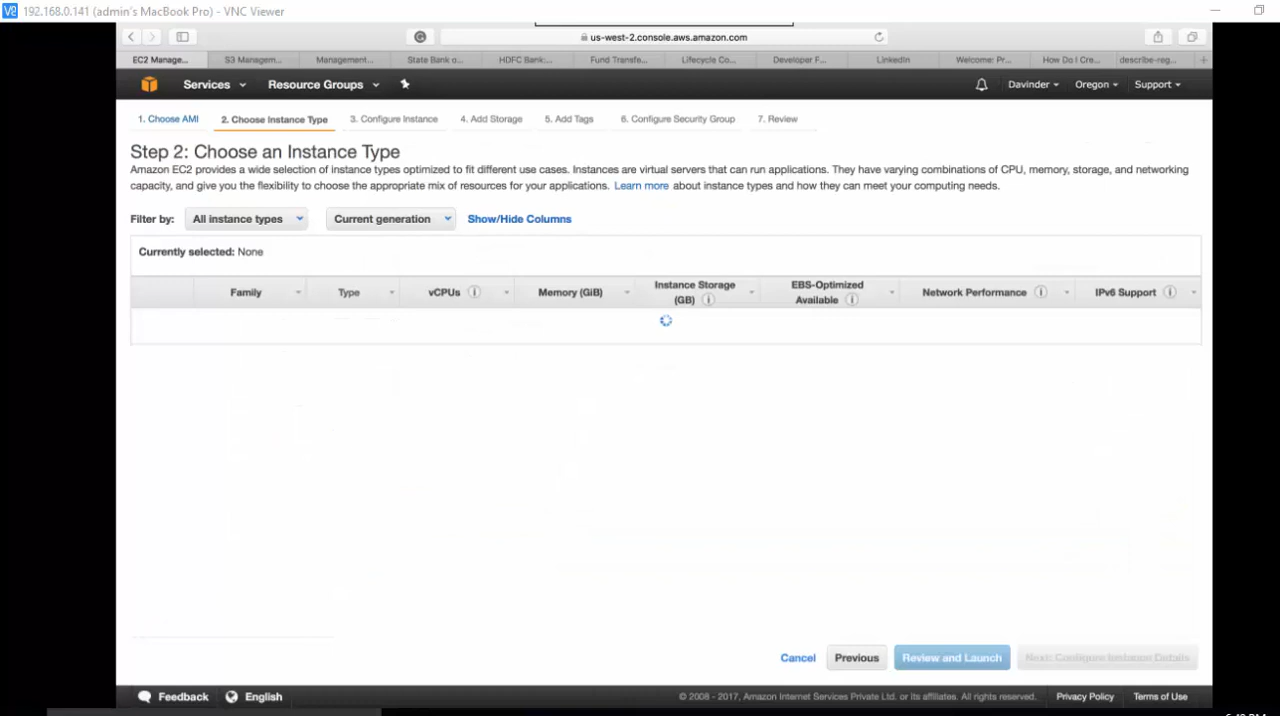 192.168.0.141 (admin's MacBook Pro) - VNC Viewer
us-west-2.console.aws.amazon.com
EC2 Manage... S3 Managem... Management... State Bank o... HDFC Bank:... Fund Transfe... Lifecycle Co... Developer F... LinkedIn Welcome: Pr... How Do I Cre... describe-reg...
Services Resource Groups Davinder Oregon Support
1. Choose AMI 2. Choose Instance Type 3. Configure Instance 4. Add Storage 5. Add Tags 6. Configure Security Group 7. Review
Step 2: Choose an Instance Type
Amazon EC2 provides a wide selection of instance types optimized to fit different use cases. Instances are virtual servers that can run applications. They have varying combinations of CPU, memory, storage, and networking
capacity, and give you the flexibility to choose the appropriate mix of resources for your applications. Learn more about instance types and how they can meet your computing needs.
Filter by: All instance types Current generation Show/Hide Columns
Currently selected: None
Family Type vCPUs Memory (GiB) Instance Storage (GB) EBS-Optimized Available Network Performance IPv6 Support
Cancel Previous Review and Launch Next: Configure Instance Details
Feedback English © 2008 - 2017, Amazon Internet Services Private Ltd. or its affiliates. All rights reserved. Privacy Policy Terms of Use